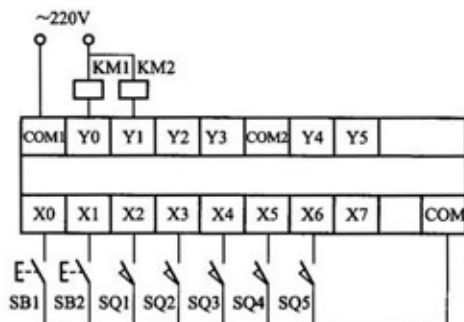 ~220V
KM1 KM2
COM1 Y0 Y1 Y2 Y3 COM2 Y4 Y5
X0 X1 X2 X3 X4 X5 X6 X7 COM
SB1 SB2 SQ1 SQ2 SQ3 SQ4 SQ5